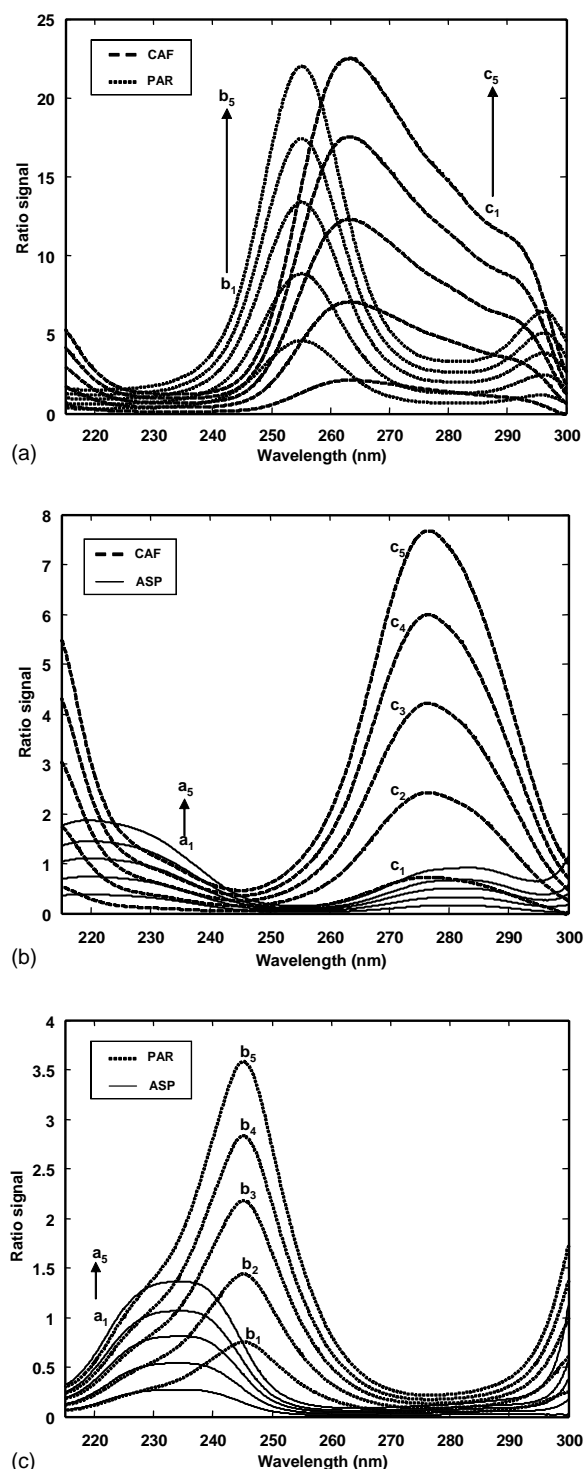 25
CAF
PAR
20
b5
c5
15
Ratio signal
10
c1
b1
5
0
220 230 240 250 260 270 280 290 300
Wavelength (nm)
(a)
8
CAF
ASP
7
c5
6
c4
5
Ratio signal
4
c3
3
c2
a5
2
a1
1
c1
0
220 230 240 250 260 270 280 290 300
Wavelength (nm)
(b)
4
PAR
ASP
b5
3.5
3
b4
2.5
b3
Ratio signal
2
a5
1.5
b2
a1
1
b1
0.5
0
220 230 240 250 260 270 280 290 300
Wavelength (nm)
(c)